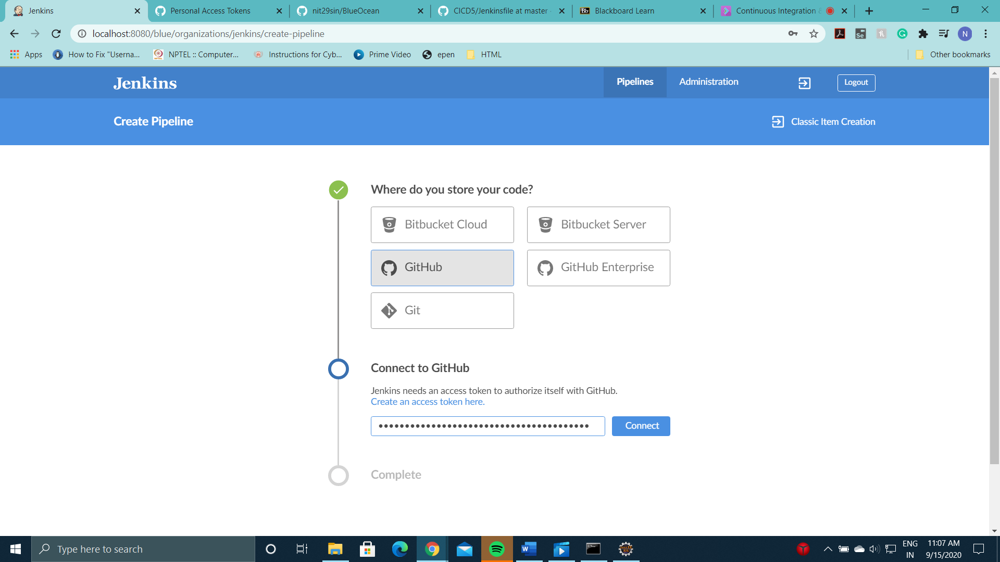 Jenkins
Personal Access Tokens
nit29sin/BlueOcean
CICD5/Jenkinsfile at master
Blackboard Learn
Continuous Integration
localhost:8080/blue/organizations/jenkins/create-pipeline
N
Apps
How to Fix "Userna...
NPTEL :: Computer...
Instructions for Cyb...
Prime Video
epen
HTML
Other bookmarks
Jenkins
Pipelines
Administration
Logout
Create Pipeline
Classic Item Creation
Where do you store your code?
Bitbucket Cloud
Bitbucket Server
GitHub
GitHub Enterprise
Git
Connect to GitHub
Jenkins needs an access token to authorize itself with GitHub.
Create an access token here.
Connect
Complete
Type here to search
ENG
IN
11:07 AM
9/15/2020